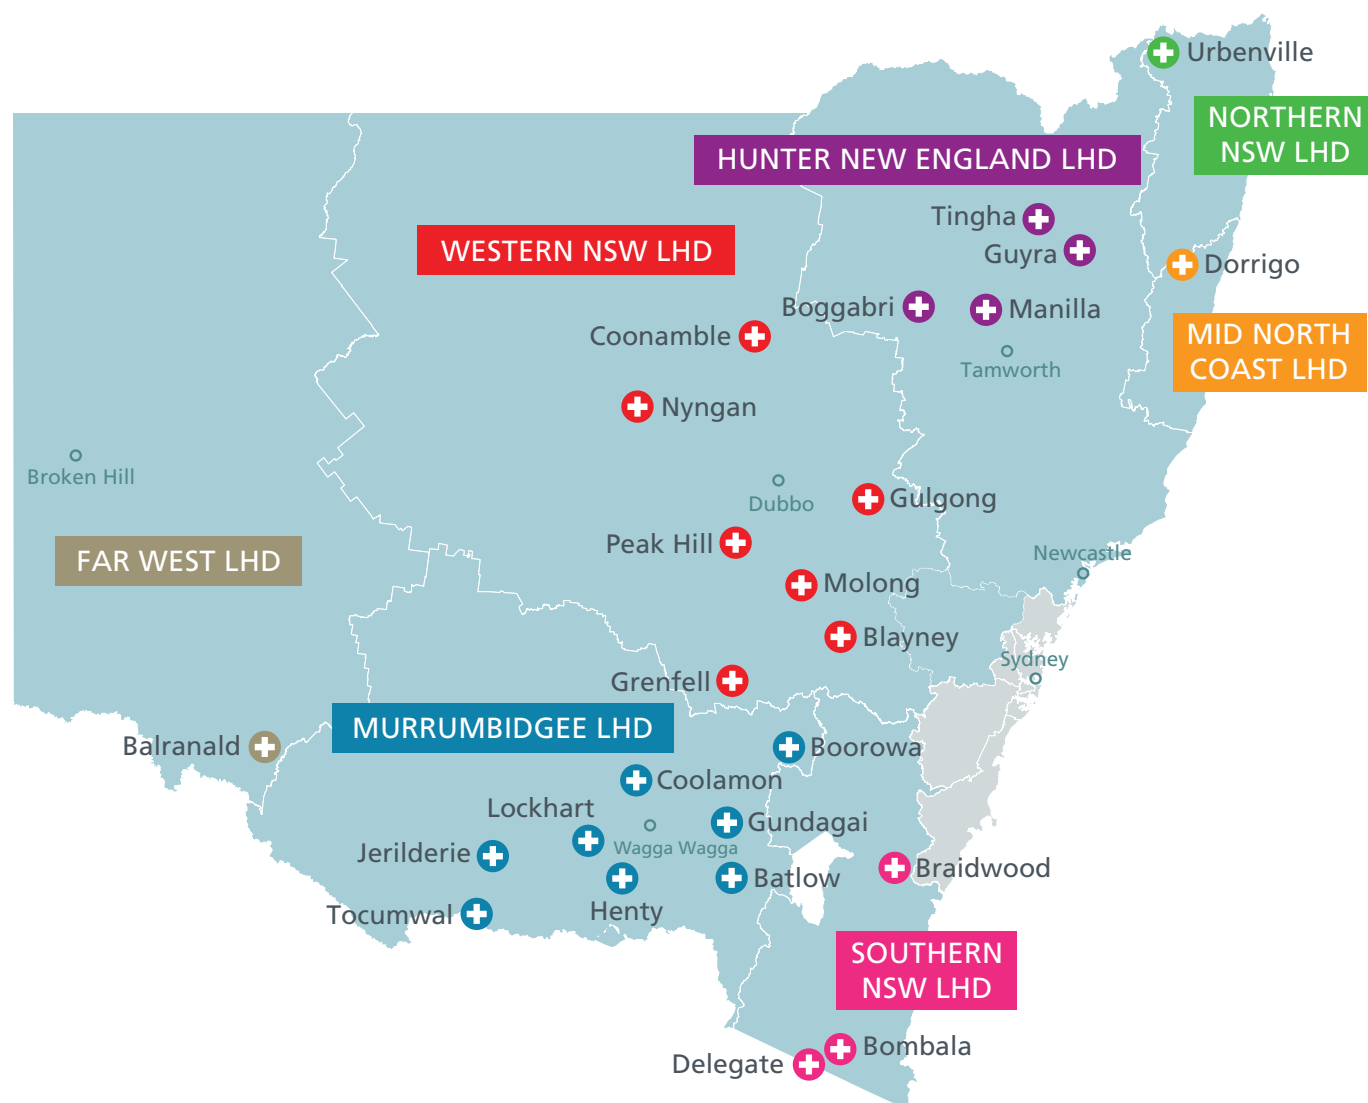 Urbenville
NORTHERN
NSW LHD
HUNTER NEW ENGLAND LHD
Tingha
Guyra
WESTERN NSW LHD
Dorrigo
Boggabri
Manilla
MID NORTH
COAST LHD
Coonamble
Tamworth
Nyngan
Broken Hill
Dubbo
Gulgong
Peak Hill
Newcastle
FAR WEST LHD
Molong
Blayney
Sydney
Grenfell
MURRUMBIDGEE LHD
Balranald
Boorowa
Coolamon
Lockhart
Gundagai
Jerilderie
Wagga Wagga
Braidwood
Batlow
Henty
Tocumwal
SOUTHERN
NSW LHD
Bombala
Delegate